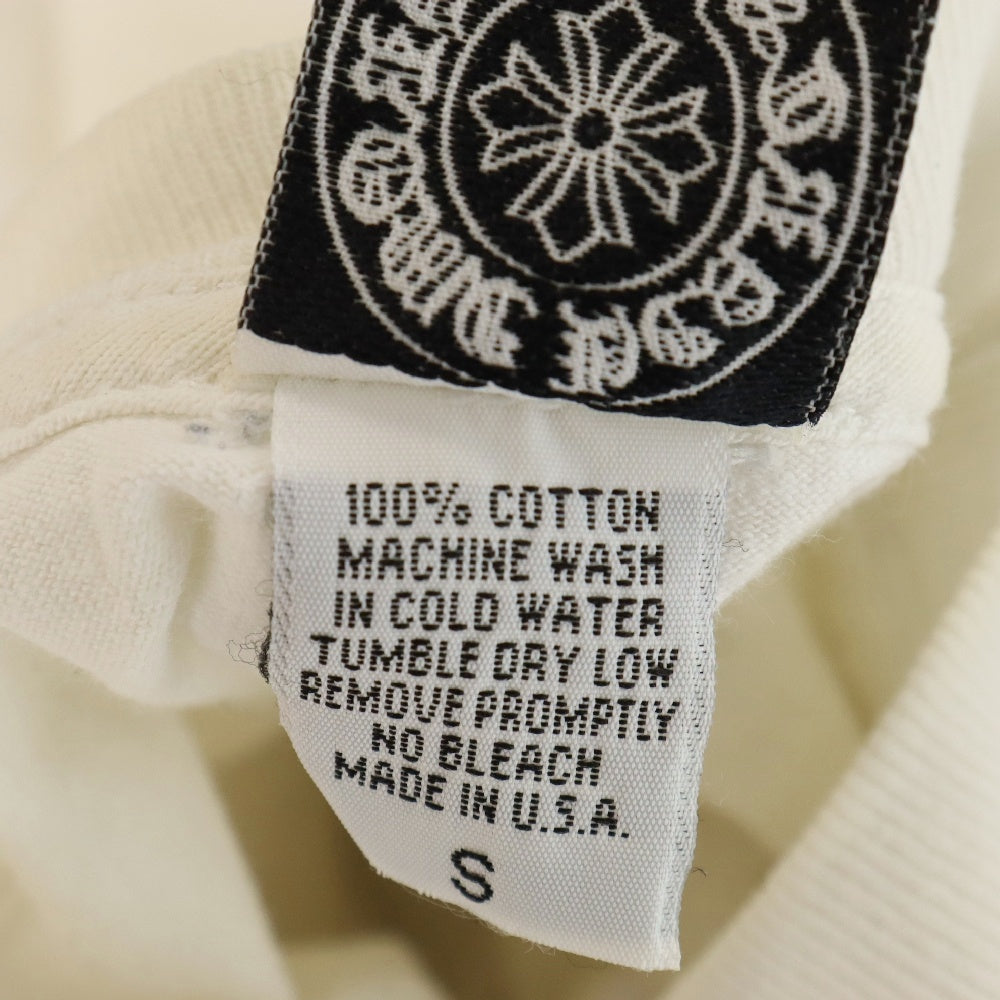 100% COTTON
MACHINE WASH
IN COLD WATER
TUMBLE DRY LOW
REMOVE PROMPTLY
NO BLEACH
MADE IN U.S.A.
S